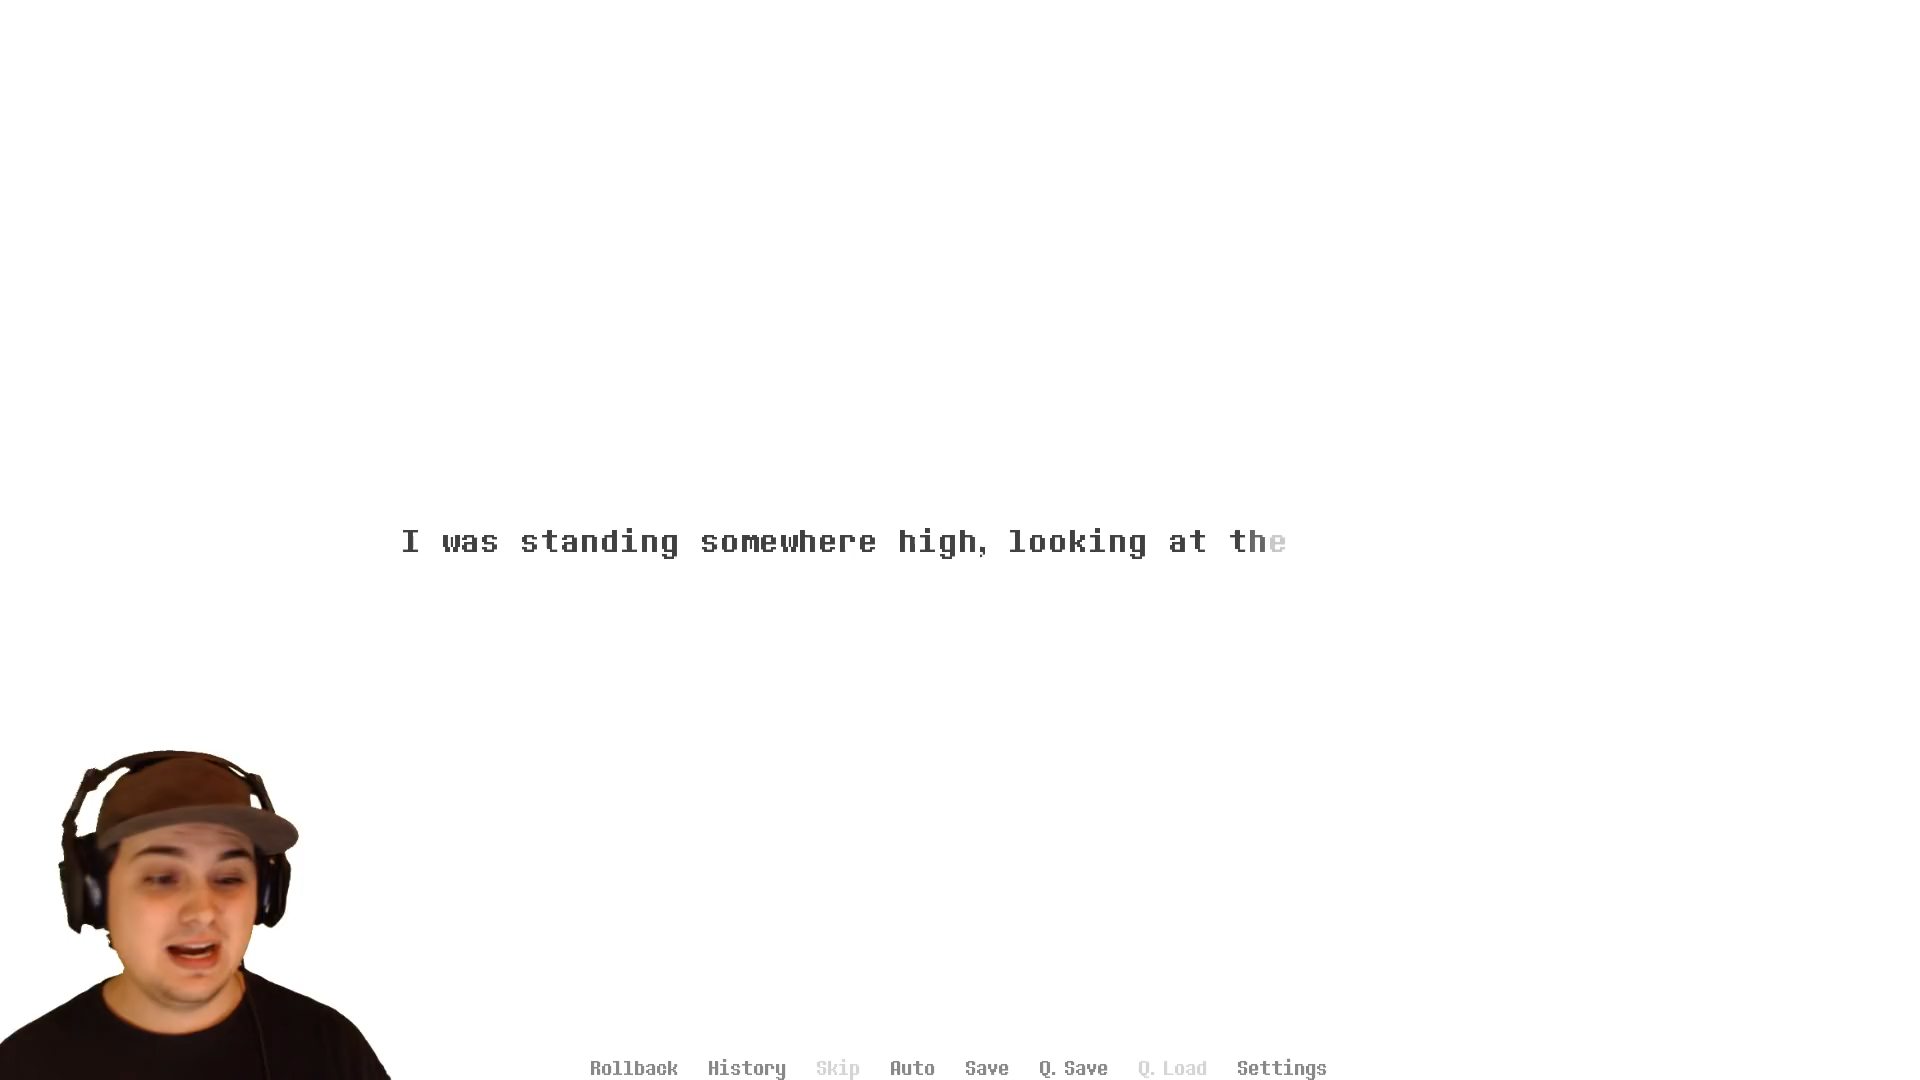 I was standing somewhere high, looking at the
Rollback History Skip Auto Save Q. Save Q. Load Settings